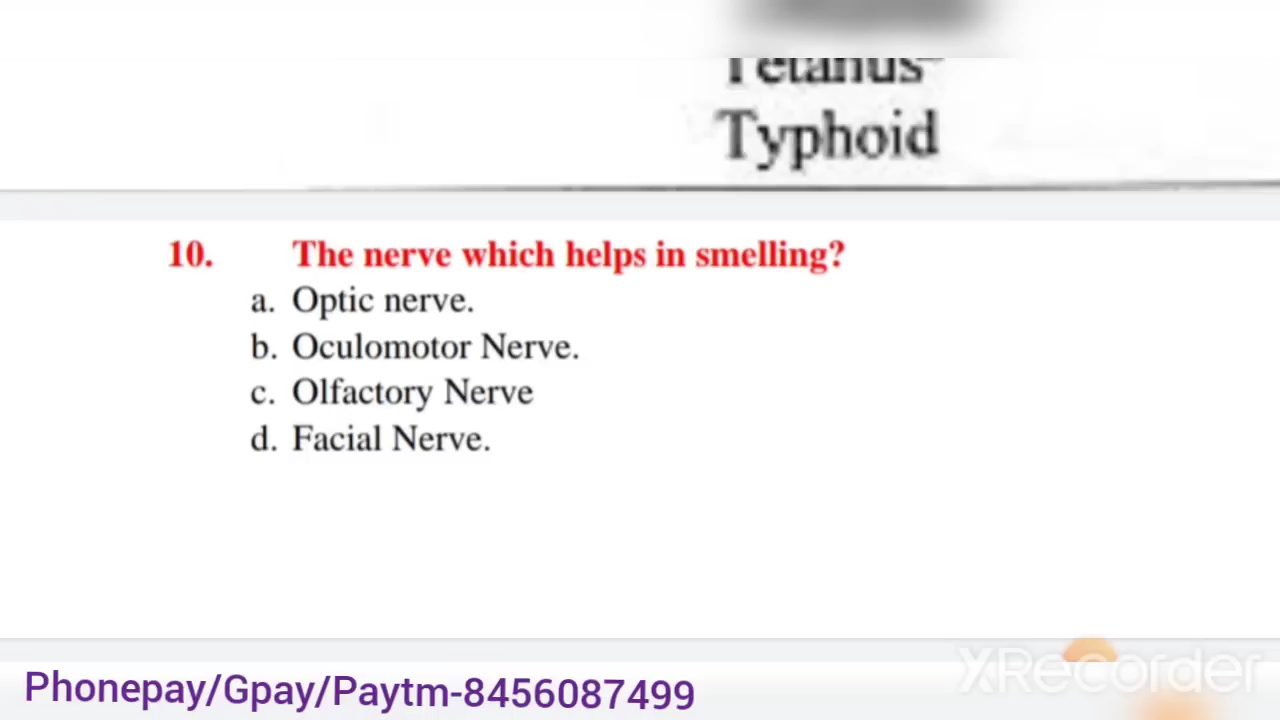 Tetanus
Typhoid
10. The nerve which helps in smelling?
a. Optic nerve.
b. Oculomotor Nerve.
c. Olfactory Nerve
d. Facial Nerve.
XRecorder
Phonepay/Gpay/Paytm-8456087499